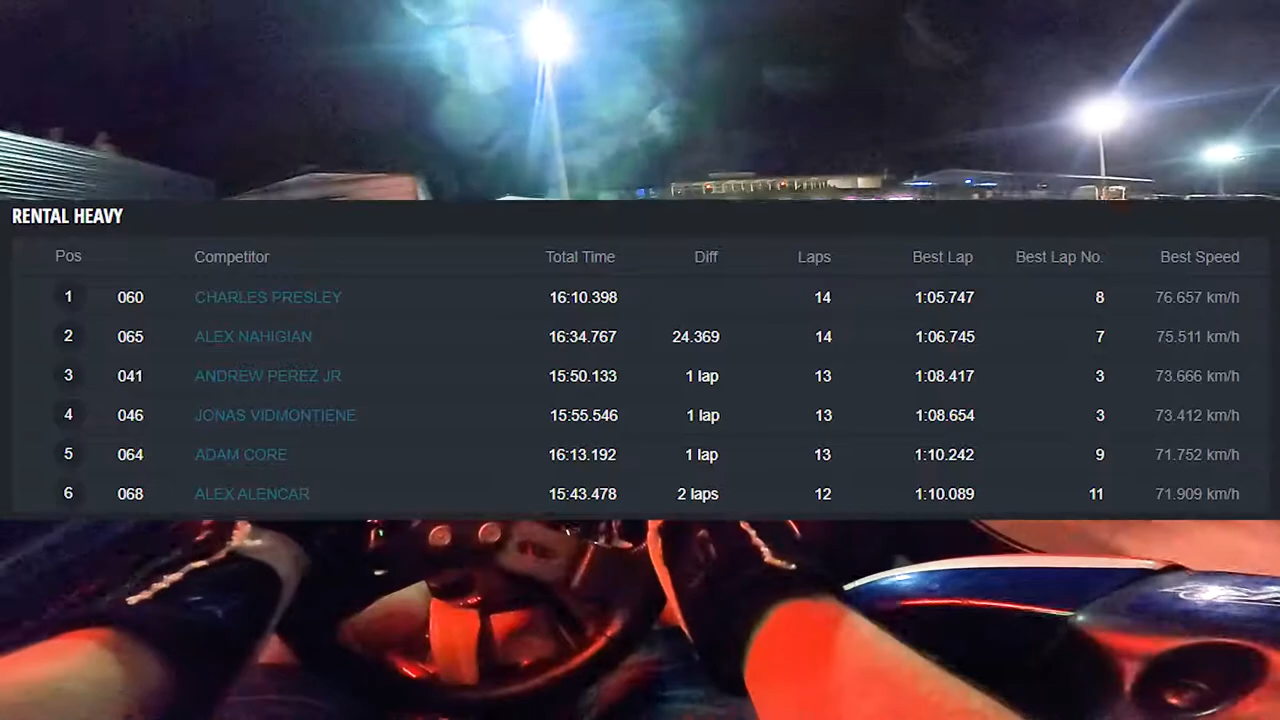 RENTAL HEAVY
Pos Competitor Total Time Diff Laps Best Lap Best Lap No. Best Speed
1 060 CHARLES PRESLEY 16:10.398 14 1:05.747 8 76.657 km/h
2 065 ALEX NAHIGIAN 16:34.767 24.369 14 1:06.745 7 75.511 km/h
3 041 ANDREW PEREZ JR 15:50.133 1 lap 13 1:08.417 3 73.666 km/h
4 046 JONAS VIDMONTIENE 15:55.546 1 lap 13 1:08.654 3 73.412 km/h
5 064 ADAM CORE 16:13.192 1 lap 13 1:10.242 9 71.752 km/h
6 068 ALEX ALENCAR 15:43.478 2 laps 12 1:10.089 11 71.909 km/h